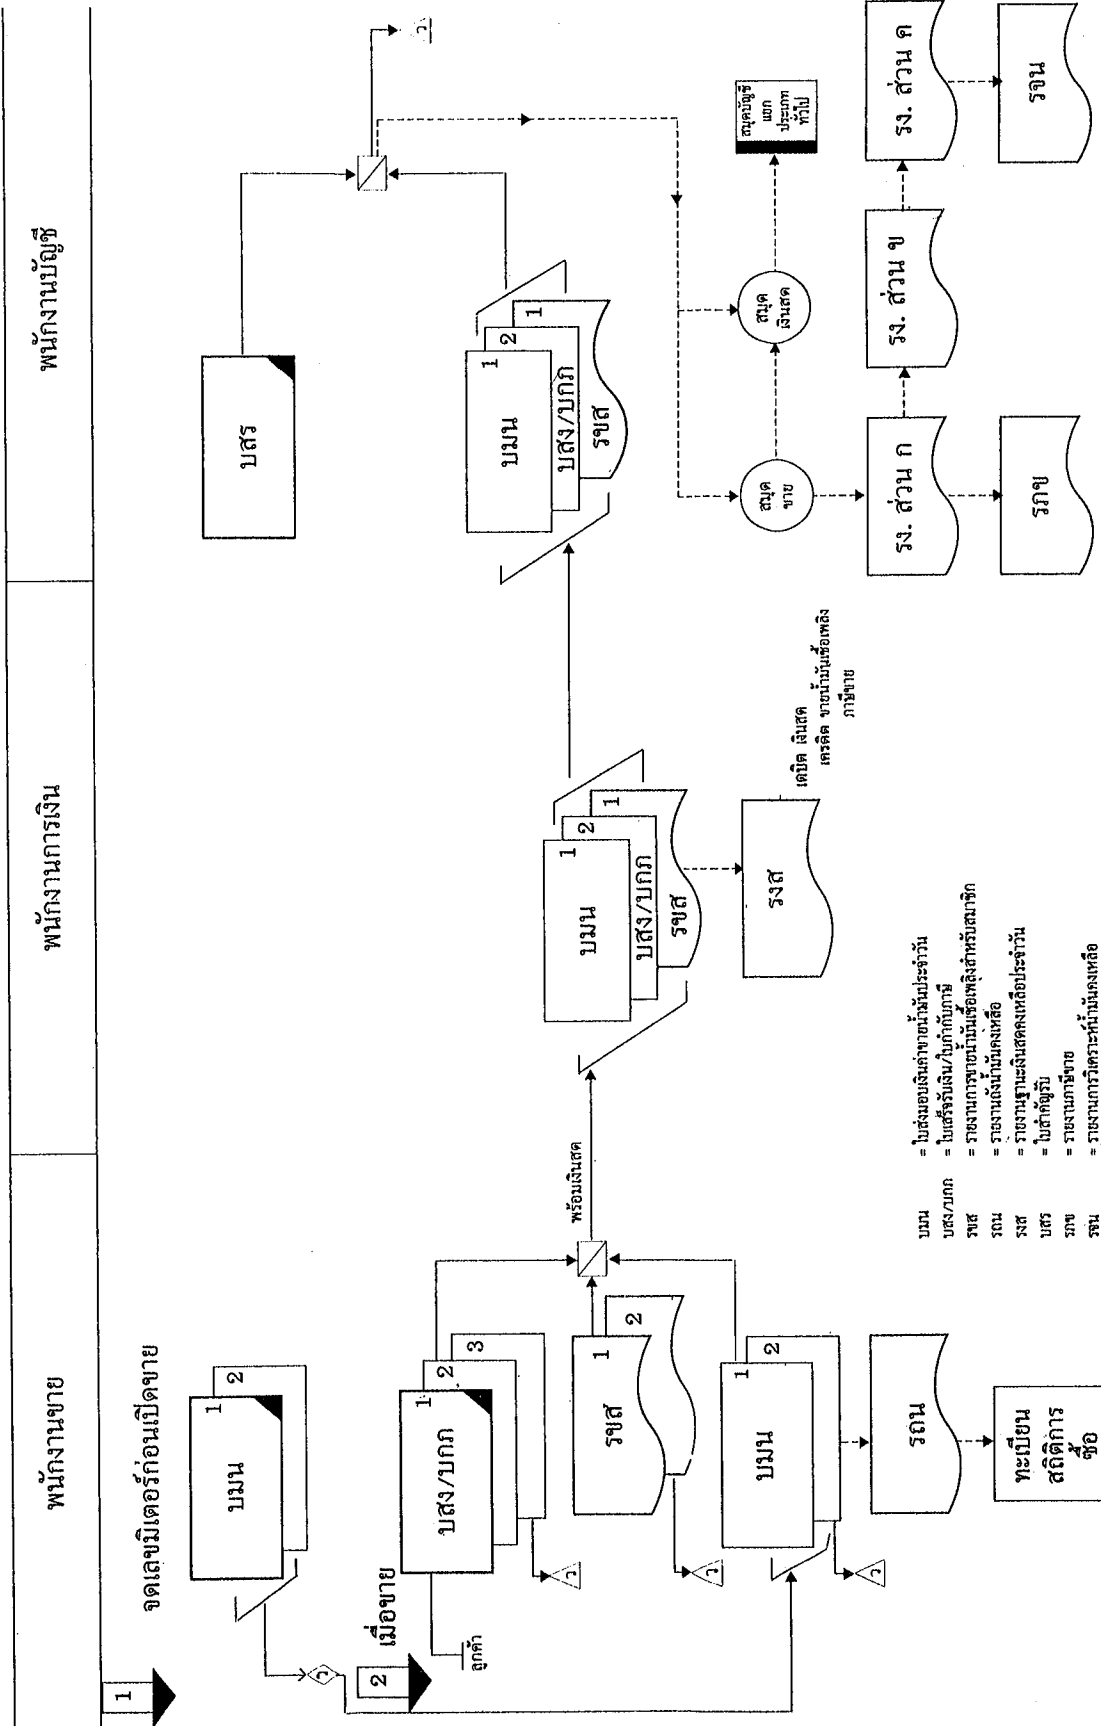 พนักงานขาย
พนักงานการเงิน
พนักงานบัญชี
1
จดเลขมิเตอร์ก่อนเปิดขาย
บมน
1
2
ว
2
เมื่อขาย
ลูกค้า
บสง/บกภ
1
2
3
ว
รขส
1
2
ว
บมน
1
2
ว
รถน
ทะเบียน
สถิติการ
ซื้อ
พร้อมเงินสด
บมน
1
บสง/บกภ
2
รขส
1
รงส
เดบิต เงินสด
เครดิต ขายน้ำมันเชื้อเพลิง
ภาษีขาย
บสร
บมน
1
บสง/บกภ
2
รขส
1
ว
สมุด
ขาย
สมุด
เงินสด
สมุดบัญชี
แยก
ประเภท
ทั่วไป
รง. ส่วน ก
รง. ส่วน ข
รง. ส่วน ค
รภข
รจน
บมน = ใบส่งมอบเงินค่าขายน้ำมันประจำวัน
บสง/บกภ = ใบเสร็จรับเงิน/ใบกำกับภาษี
รขส = รายงานการขายน้ำมันเชื้อเพลิงสำหรับสมาชิก
รถน = รายงานถังน้ำมันคงเหลือ
รงส = รายงานฐานะเงินสดคงเหลือประจำวัน
บสร = ใบสำคัญรับ
รภข = รายงานภาษีขาย
รจน = รายงานการวิเคราะห์น้ำมันคงเหลือ